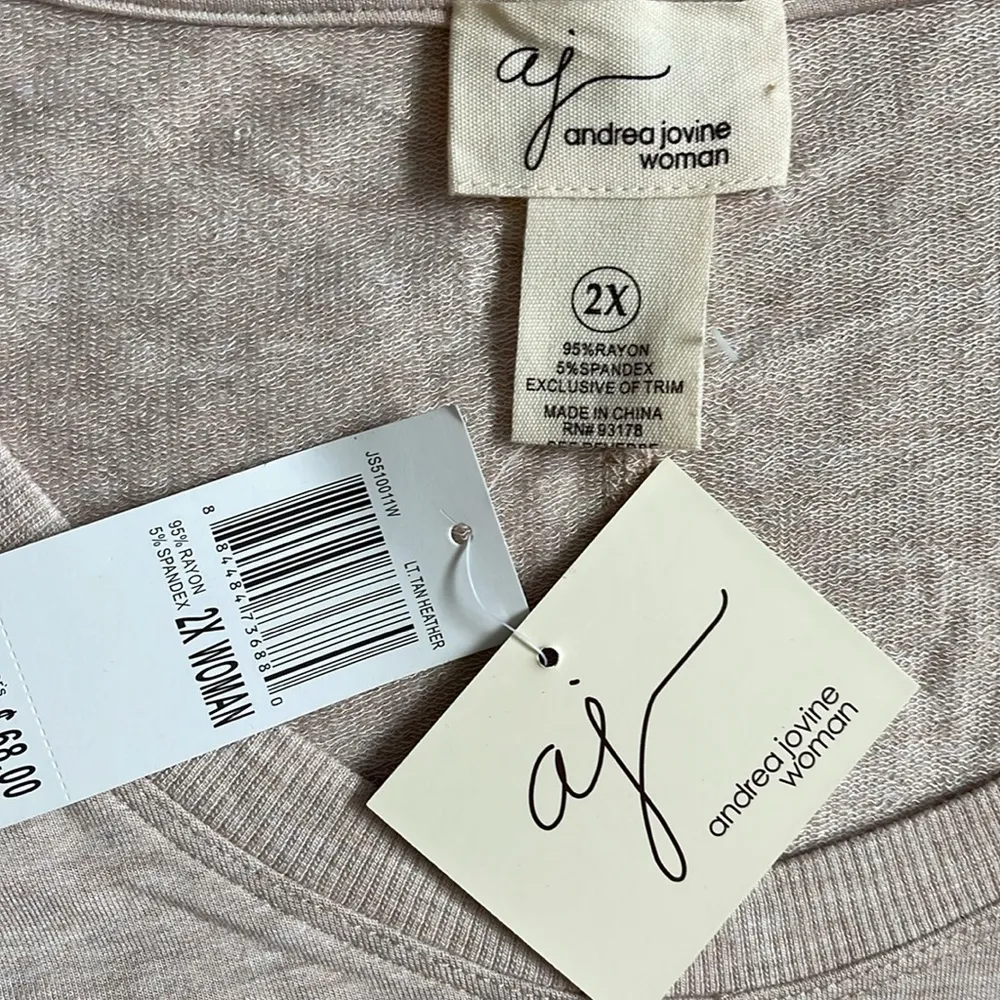 aj
andrea jovine
woman
2X
95%RAYON
5%SPANDEX
EXCLUSIVE OF TRIM
MADE IN CHINA
RN# 93178
JS510011W
LT. TAN HEATHER
8 84484 73688 0
95% RAYON
5% SPANDEX
2X WOMAN
68.00
aj
andrea jovine
woman